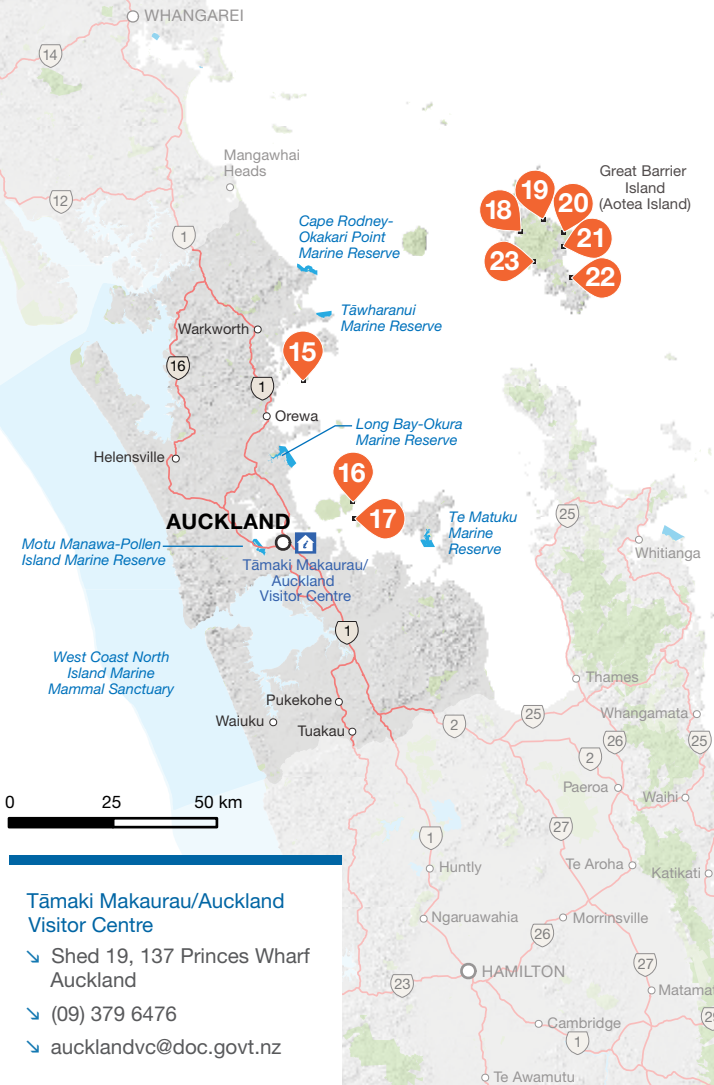 WHANGAREI
14
Mangawhai
Heads
12
1
Great Barrier
Island
(Aotea Island)
19
18
20
21
23
22
Cape Rodney-
Okakari Point
Marine Reserve
Tāwharanui
Marine Reserve
Warkworth
15
16
1
Orewa
Long Bay-Okura
Marine Reserve
Helensville
16
17
25
AUCKLAND
Te Matuku
Marine
Reserve
Whitianga
Motu Manawa-Pollen
Island Marine Reserve
Tāmaki Makaurau/
Auckland
Visitor Centre
1
West Coast North
Island Marine
Mammal Sanctuary
Thames
Pukekohe
Waiuku
Tuakau
Whangamata
25
2
26
25
2
Paeroa
Waihi
0 25 50 km
27
1
Huntly
Te Aroha
Katikati
Ngaruawahia
Morrinsville
26
HAMILTON
27
23
Matama
29
Cambridge
1
Te Awamutu
Tāmaki Makaurau/Auckland
Visitor Centre
↘ Shed 19, 137 Princes Wharf
Auckland
↘ (09) 379 6476
↘ aucklandvc@doc.govt.nz